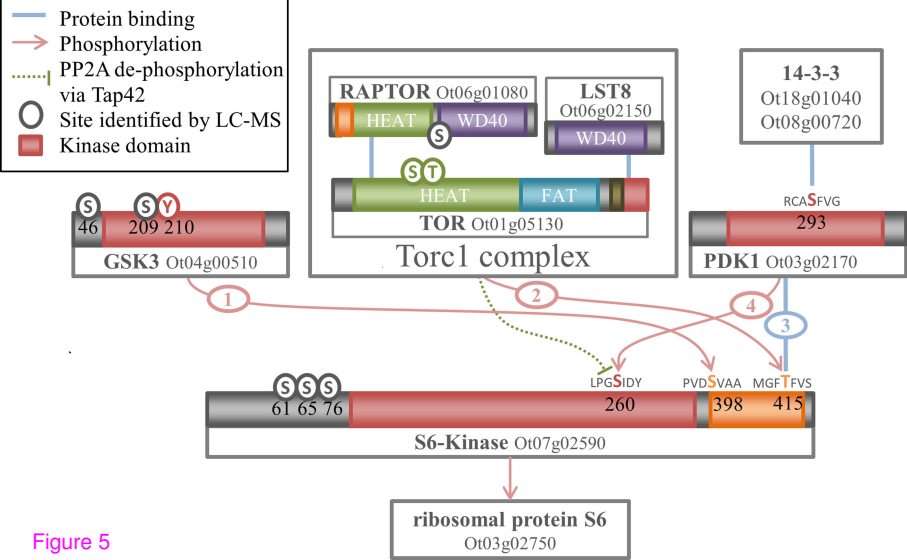 Protein binding
Phosphorylation
PP2A de-phosphorylation
via Tap42
Site identified by LC-MS
Kinase domain
RAPTOR Ot06g01080
HEAT
WD40
S
LST8
Ot06g02150
WD40
S T
HEAT
FAT
TOR Ot01g05130
Torc1 complex
14-3-3
Ot18g01040
Ot08g00720
RCASFVG
293
PDK1 Ot03g02170
S
S Y
46
209 210
GSK3 Ot04g00510
1
2
4
3
LPGSIDY
PVDSVAA
MGFTFVS
S S S
61 65 76
260
398
415
S6-Kinase Ot07g02590
ribosomal protein S6
Ot03g02750
Figure 5